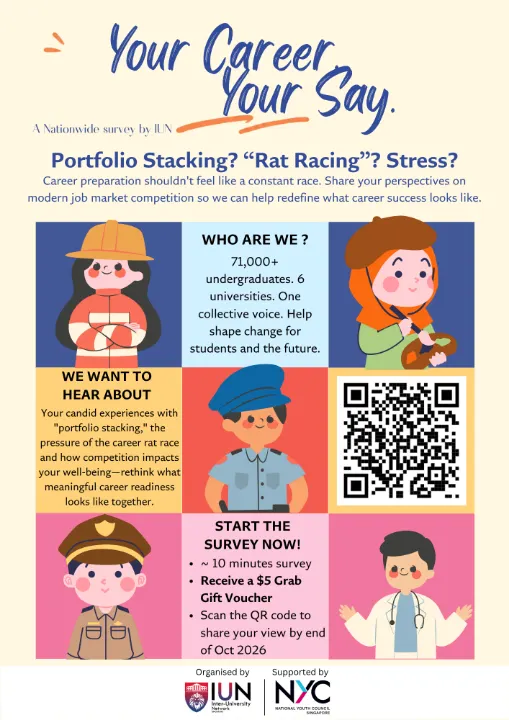 Your Career
Your Say.
A Nationwide survey by IUN
Portfolio Stacking? “Rat Racing”? Stress?
Career preparation shouldn't feel like a constant race. Share your perspectives on
modern job market competition so we can help redefine what career success looks like.
WHO ARE WE ?
71,000+
undergraduates. 6
universities. One
collective voice. Help
shape change for
students and the future.
WE WANT TO
HEAR ABOUT
Your candid experiences with
"portfolio stacking," the
pressure of the career rat race
and how competition impacts
your well-being—rethink what
meaningful career readiness
looks like together.
START THE
SURVEY NOW!
• ~ 10 minutes survey
• Receive a $5 Grab
Gift Voucher
• Scan the QR code to
share your view by end
of Oct 2026
Organised by
IUN
Inter-University
Network
Supported by
NYC
NATIONAL YOUTH COUNCIL
SINGAPORE